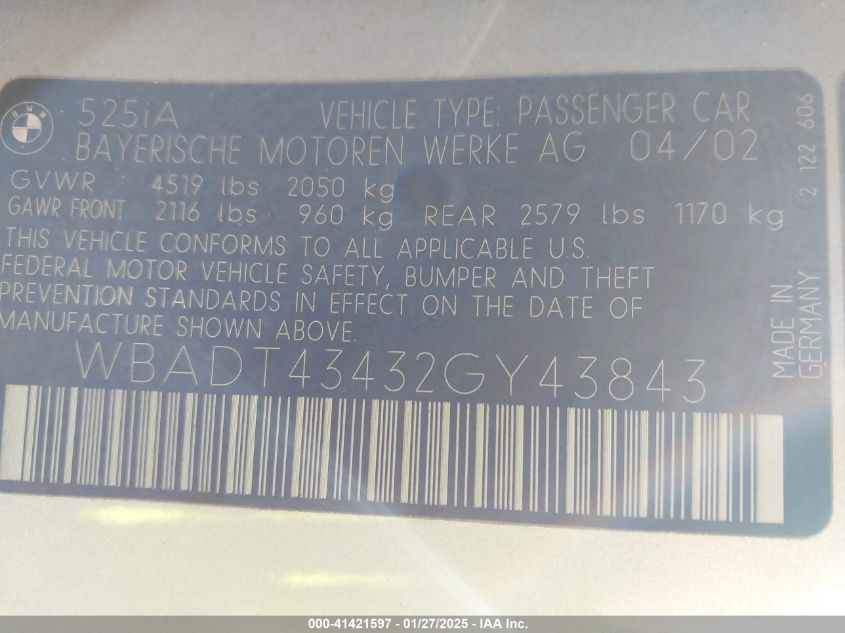 BMW
525iA VEHICLE TYPE: PASSENGER CAR
BAYERISCHE MOTOREN WERKE AG 04/02
GVWR 4519 lbs 2050 kg
GAWR FRONT 2116 lbs 960 kg REAR 2579 lbs 1170 kg
THIS VEHICLE CONFORMS TO ALL APPLICABLE U.S.
FEDERAL MOTOR VEHICLE SAFETY, BUMPER AND THEFT
PREVENTION STANDARDS IN EFFECT ON THE DATE OF
MANUFACTURE SHOWN ABOVE.
WBADT43432GY43843
2 122 606
MADE IN
GERMANY
000-41421597 - 01/27/2025 - IAA Inc.